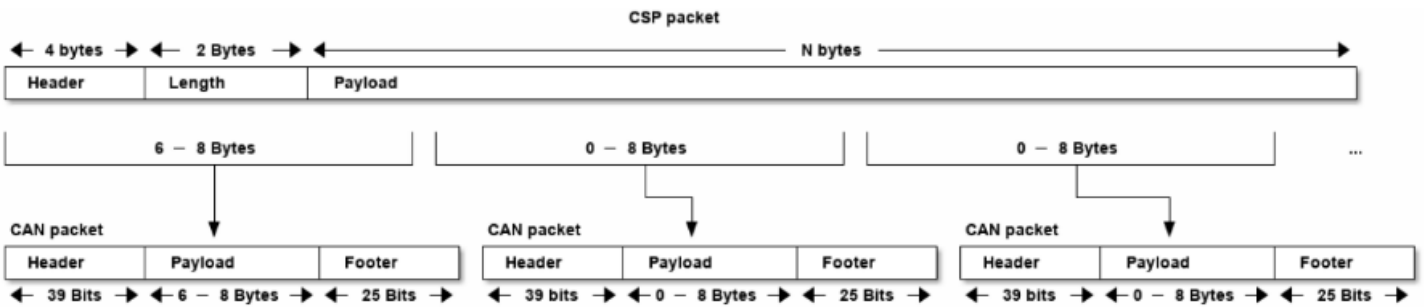 CSP packet
4 bytes 2 Bytes N bytes
Header Length Payload
6 – 8 Bytes 0 – 8 Bytes 0 – 8 Bytes ...
CAN packet CAN packet CAN packet
Header Payload Footer Header Payload Footer Header Payload Footer
39 Bits 6 – 8 Bytes 25 Bits 39 bits 0 – 8 Bytes 25 Bits 39 bits 0 – 8 Bytes 25 Bits